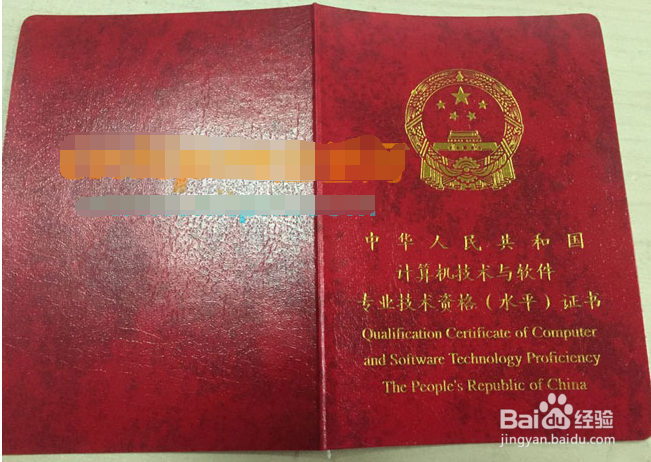 中华人民共和国
计算机技术与软件
专业技术资格（水平）证书
Qualification Certificate of Computer
and Software Technology Proficiency
The People's Republic of China
Bai度经验
jingyan.baidu.com